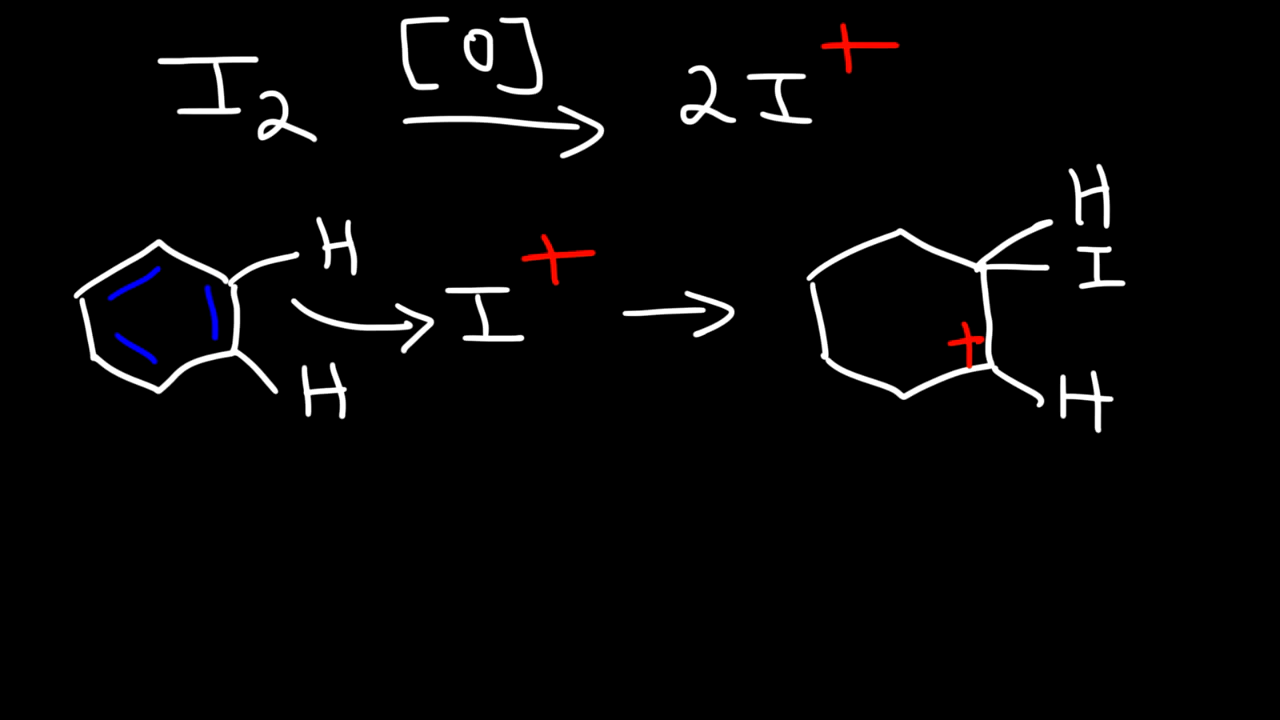 I₂ [O] → 2I⁺
H
H
I⁺ →
H
I
+
H